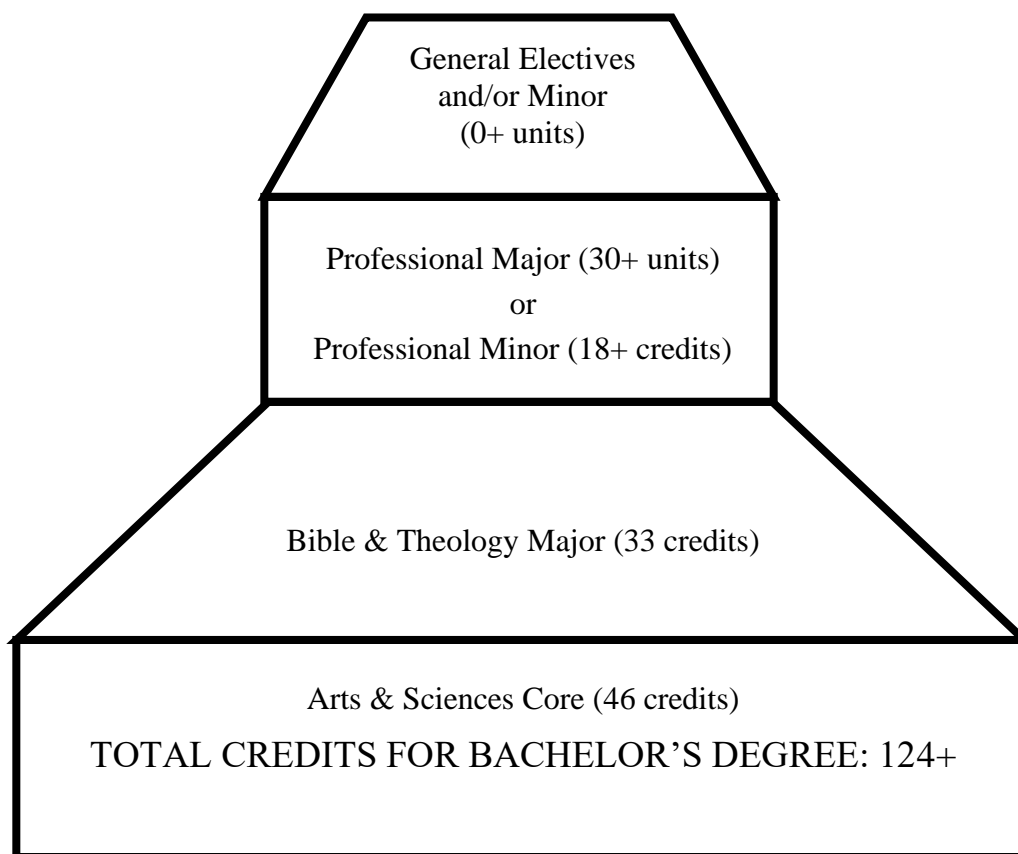 General Electives
and/or Minor
(0+ units)
Professional Major (30+ units)
or
Professional Minor (18+ credits)
Bible & Theology Major (33 credits)
Arts & Sciences Core (46 credits)
TOTAL CREDITS FOR BACHELOR’S DEGREE: 124+